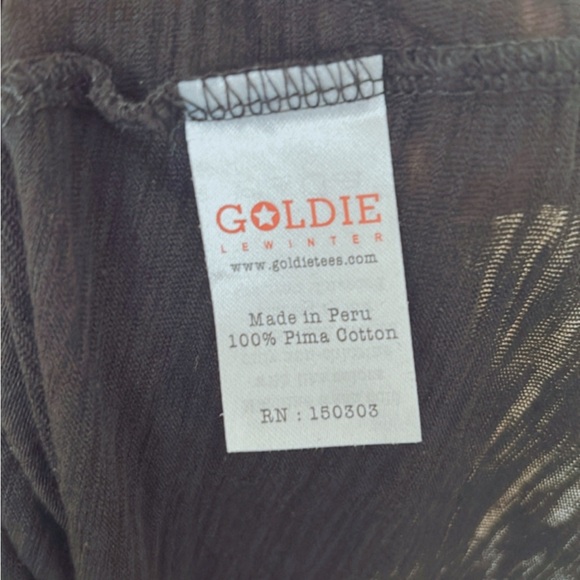 GOLDIE
LEWINTER
www.goldietees.com
Made in Peru
100% Pima Cotton
RN : 150303